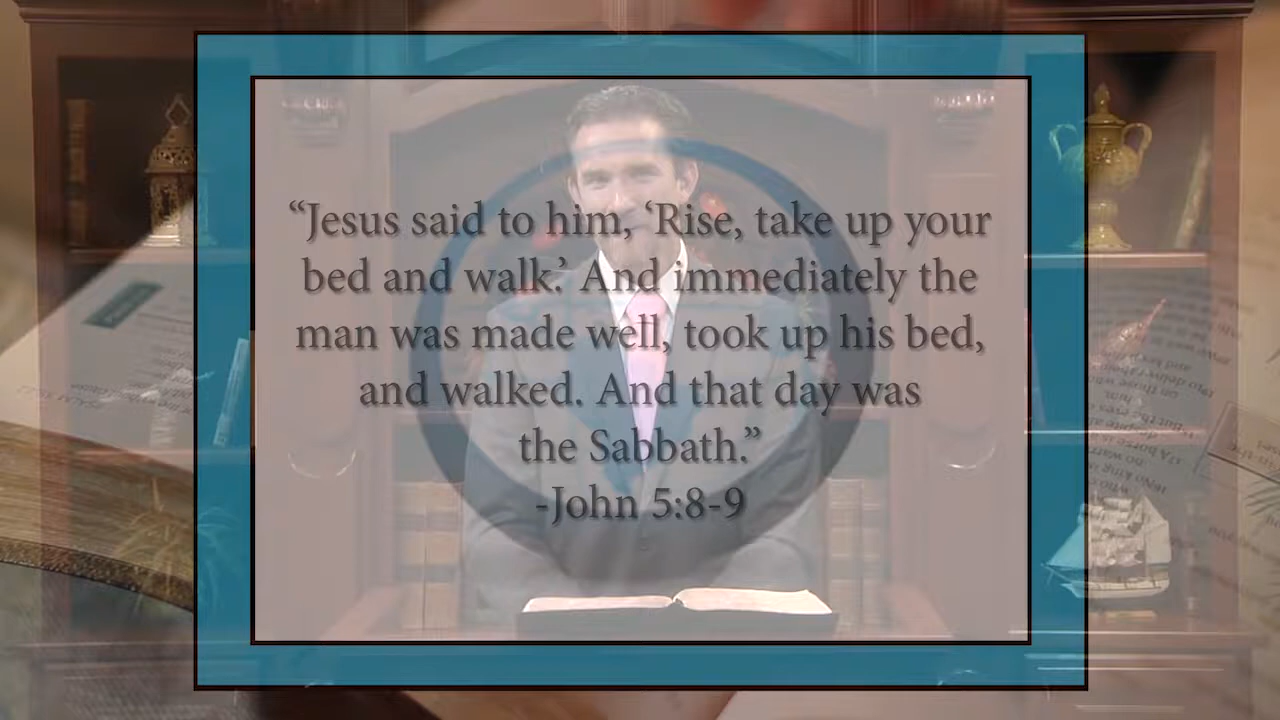 “Jesus said to him, ‘Rise, take up your
bed and walk.’ And immediately the
man was made well, took up his bed,
and walked. And that day was
the Sabbath.”
-John 5:8-9